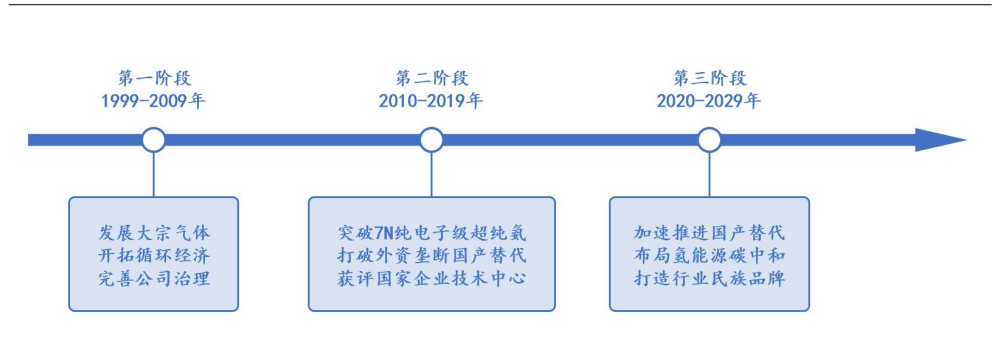 第一阶段
1999-2009年
第二阶段
2010-2019年
第三阶段
2020-2029年
发展大宗气体
开拓循环经济
完善公司治理
突破7N纯电子级超纯氨
打破外资垄断国产替代
获评国家企业技术中心
加速推进国产替代
布局氢能源碳中和
打造行业民族品牌